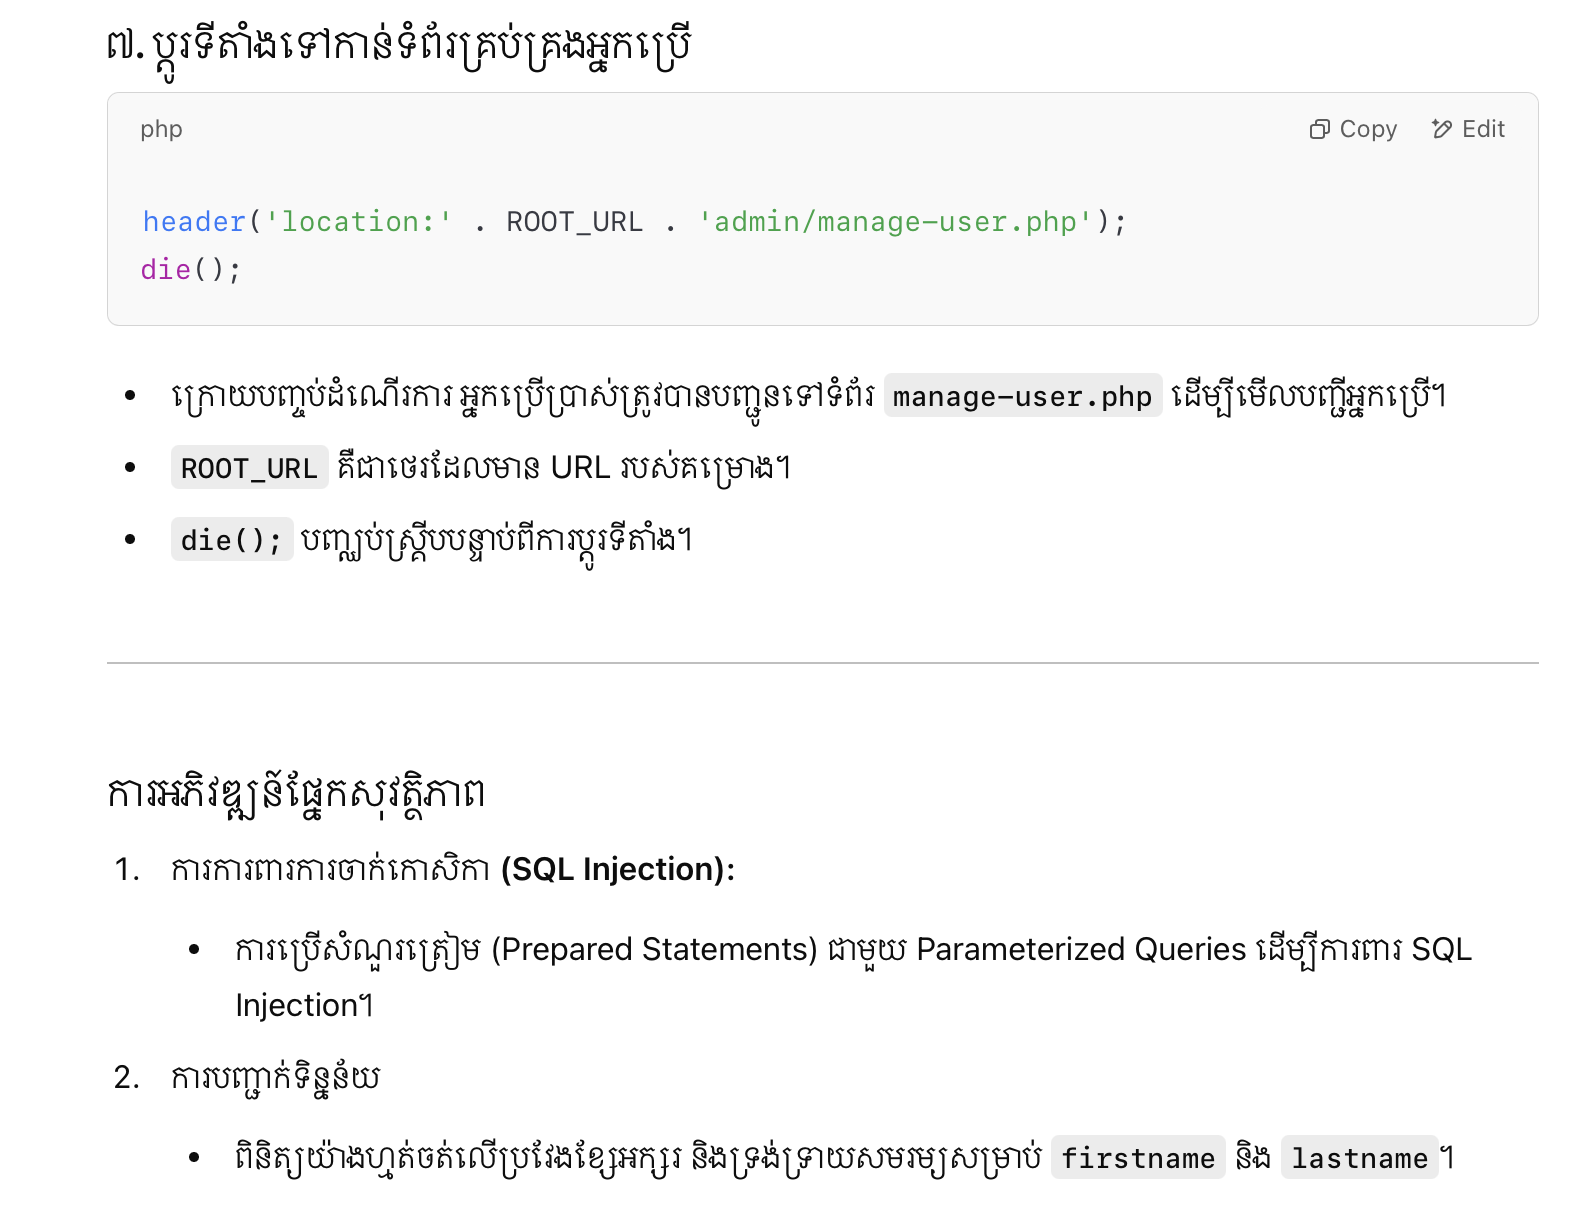 ៧. ប្តូរទីតាំងទៅកាន់ទំព័រគ្រប់គ្រងអ្នកប្រើ
php
Copy
Edit
header('location:' . ROOT_URL . 'admin/manage-user.php');
die();
• ក្រោយបញ្ចប់ដំណើរការ អ្នកប្រើប្រាស់ត្រូវបានបញ្ជូនទៅទំព័រ manage-user.php ដើម្បីមើលបញ្ជីអ្នកប្រើ។
• ROOT_URL គឺជាថេរដែលមាន URL របស់គម្រោង។
• die(); បញ្ឈប់ស្គ្រីបបន្ទាប់ពីការប្តូរទីតាំង។
ការអភិវឌ្ឍន៍ផ្នែកសុវត្ថិភាព
1. ការការពារការចាក់កោសិកា (SQL Injection):
• ការប្រើសំណួរត្រៀម (Prepared Statements) ជាមួយ Parameterized Queries ដើម្បីការពារ SQL
Injection។
2. ការបញ្ជាក់ទិន្នន័យ
• ពិនិត្យយ៉ាងហ្មត់ចត់លើប្រវែងខ្សែអក្សរ និងទ្រង់ទ្រាយសមរម្យសម្រាប់ firstname និង lastname។